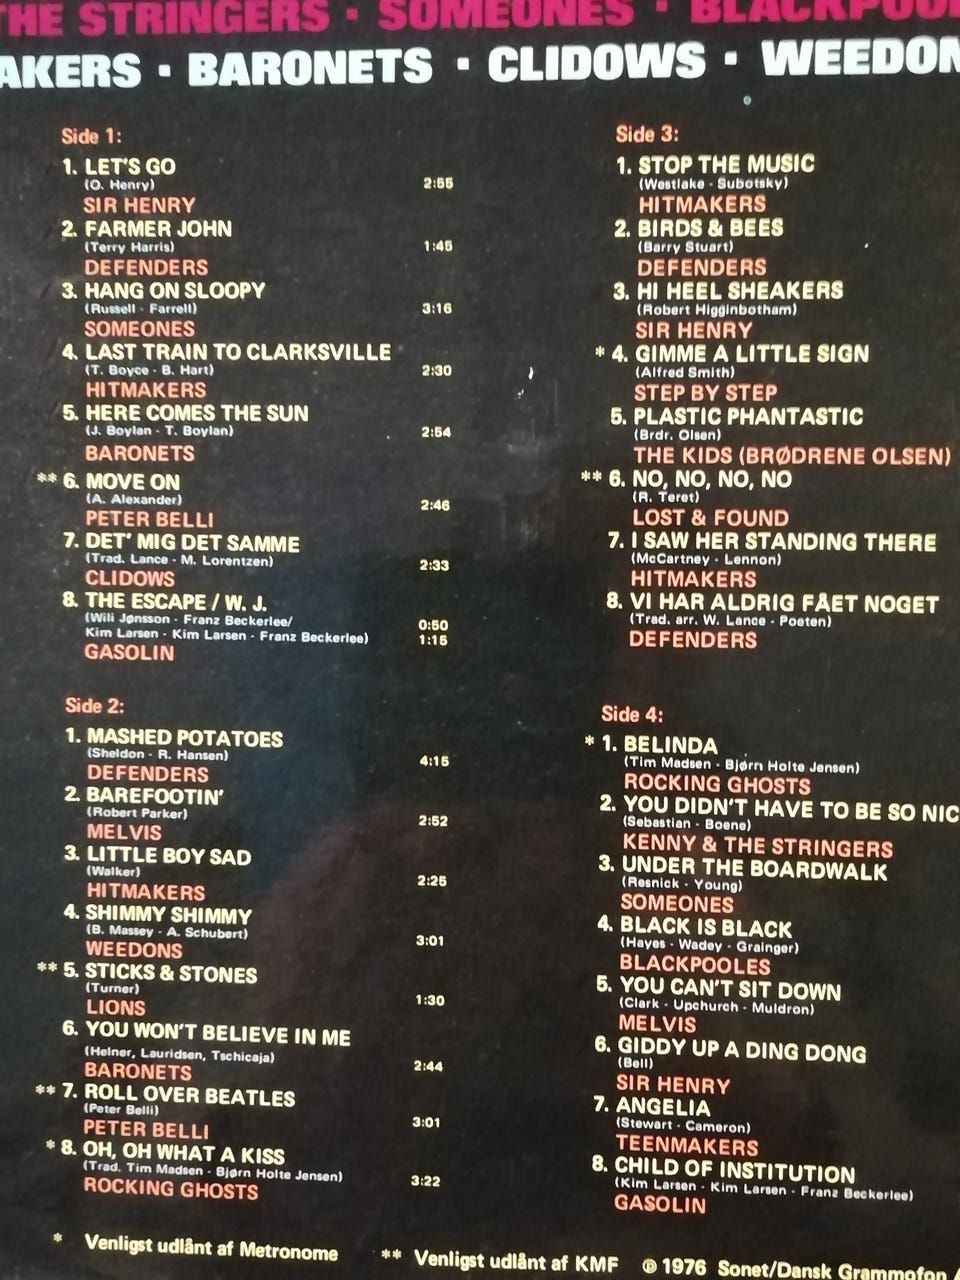 THE STRINGERS · SOMEONES · BLACKPOOL
AKERS · BARONETS · CLIDOWS · WEEDON
Side 1:
1. LET'S GO
(O. Henry) 2:55
SIR HENRY
2. FARMER JOHN
(Terry Harris) 1:45
DEFENDERS
3. HANG ON SLOOPY
(Russell - Farrell) 3:16
SOMEONES
4. LAST TRAIN TO CLARKSVILLE
(T. Boyce - B. Hart) 2:30
HITMAKERS
5. HERE COMES THE SUN
(J. Boylan - T. Boylan) 2:54
BARONETS
** 6. MOVE ON
(A. Alexander) 2:46
PETER BELLI
7. DET' MIG DET SAMME
(Trad. Lance - M. Lorentzen) 2:33
CLIDOWS
8. THE ESCAPE / W. J.
(Wili Jønsson - Franz Beckerlee/ 0:50
Kim Larsen - Kim Larsen - Franz Beckerlee) 1:15
GASOLIN
Side 2:
1. MASHED POTATOES
(Sheldon - R. Hansen) 4:15
DEFENDERS
2. BAREFOOTIN'
(Robert Parker) 2:52
MELVIS
3. LITTLE BOY SAD
(Walker) 2:25
HITMAKERS
4. SHIMMY SHIMMY
(B. Massey - A. Schubert) 3:01
WEEDONS
** 5. STICKS & STONES
(Turner) 1:30
LIONS
6. YOU WON'T BELIEVE IN ME
(Helner, Lauridsen, Tschicaja) 2:44
BARONETS
** 7. ROLL OVER BEATLES
(Peter Belli) 3:01
PETER BELLI
* 8. OH, OH WHAT A KISS
(Trad. Tim Madsen - Bjørn Holte Jensen) 3:22
ROCKING GHOSTS
Side 3:
1. STOP THE MUSIC
(Westlake - Subotsky)
HITMAKERS
2. BIRDS & BEES
(Barry Stuart)
DEFENDERS
3. HI HEEL SHEAKERS
(Robert Higginbotham)
SIR HENRY
* 4. GIMME A LITTLE SIGN
(Alfred Smith)
STEP BY STEP
5. PLASTIC PHANTASTIC
(Brdr. Olsen)
THE KIDS (BRØDRENE OLSEN)
** 6. NO, NO, NO, NO
(R. Teret)
LOST & FOUND
7. I SAW HER STANDING THERE
(McCartney - Lennon)
HITMAKERS
8. VI HAR ALDRIG FÅET NOGET
(Trad. arr. W. Lance - Poeten)
DEFENDERS
Side 4:
* 1. BELINDA
(Tim Madsen - Bjørn Holte Jensen)
ROCKING GHOSTS
2. YOU DIDN'T HAVE TO BE SO NIC
(Sebastian - Boene)
KENNY & THE STRINGERS
3. UNDER THE BOARDWALK
(Resnick - Young)
SOMEONES
4. BLACK IS BLACK
(Hayes - Wadey - Grainger)
BLACKPOOLES
5. YOU CAN'T SIT DOWN
(Clark - Upchurch - Muldron)
MELVIS
6. GIDDY UP A DING DONG
(Bell)
SIR HENRY
7. ANGELIA
(Stewart - Cameron)
TEENMAKERS
8. CHILD OF INSTITUTION
(Kim Larsen - Kim Larsen - Franz Beckerlee)
GASOLIN
* Venligst udlånt af Metronome ** Venligst udlånt af KMF ℗ 1976 Sonet/Dansk Grammofon /